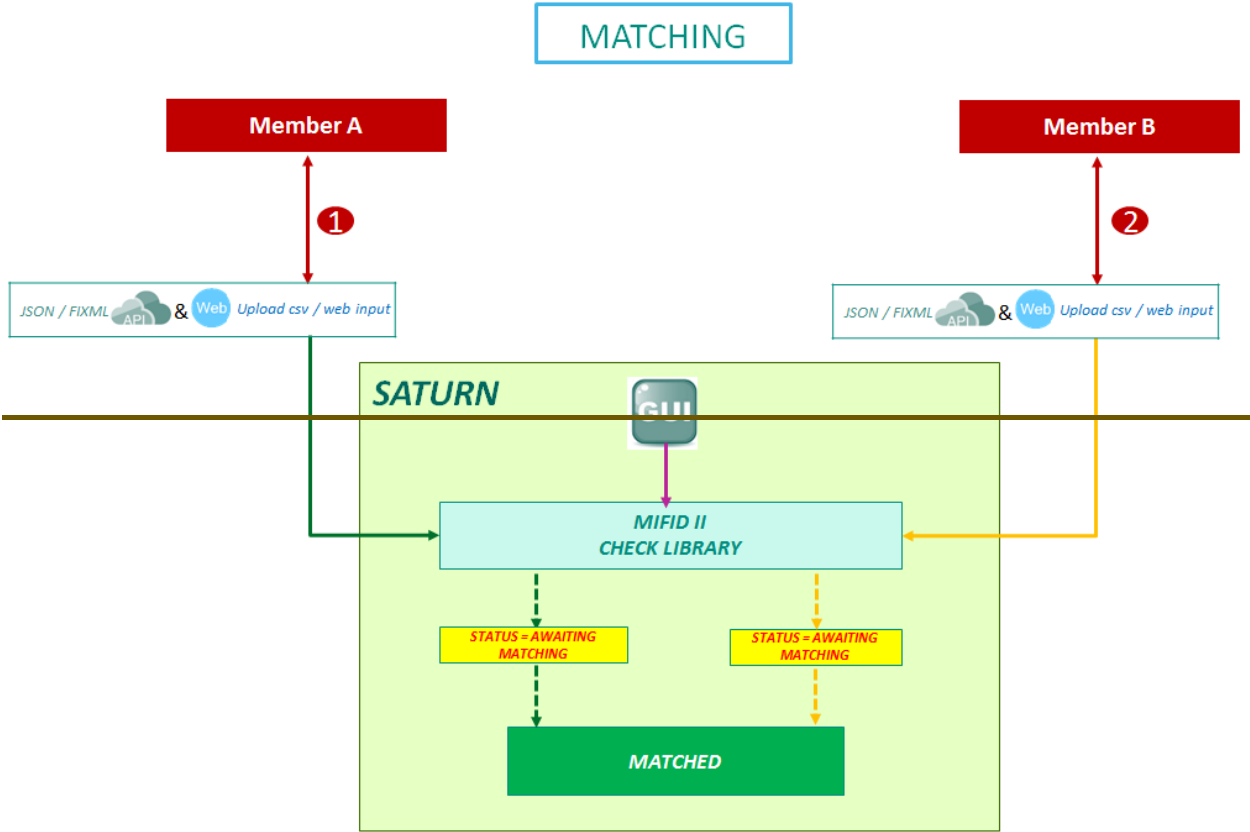 MATCHING
Member A
Member B
1
2
JSON / FIXML API & Web Upload csv / web input
JSON / FIXML API & Web Upload csv / web input
SATURN
GUI
MIFID II
CHECK LIBRARY
STATUS = AWAITING
MATCHING
STATUS = AWAITING
MATCHING
MATCHED